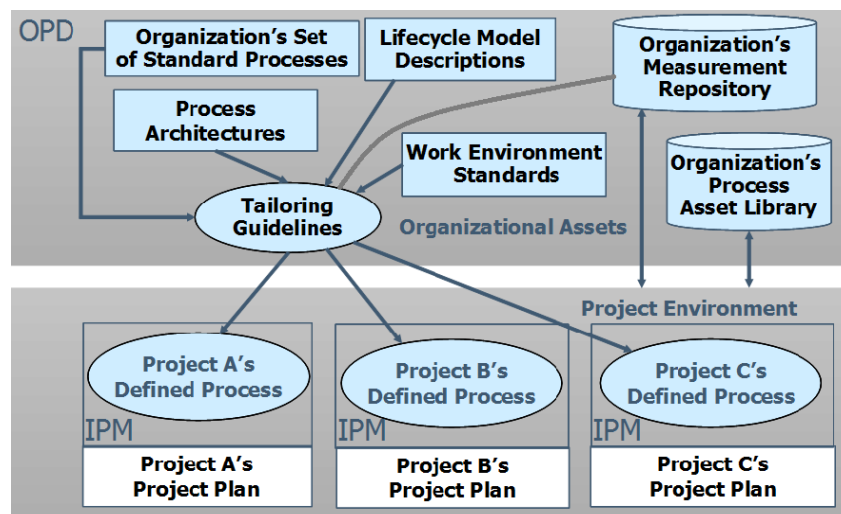 OPD
Organization's Set
of Standard Processes
Lifecycle Model
Descriptions
Organization's
Measurement
Repository
Process
Architectures
Work Environment
Standards
Organization's
Process
Asset Library
Tailoring
Guidelines
Organizational Assets
Project Environment
Project A's
Defined Process
IPM
Project A's
Project Plan
Project B's
Defined Process
IPM
Project B's
Project Plan
Project C's
Defined Process
IPM
Project C's
Project Plan